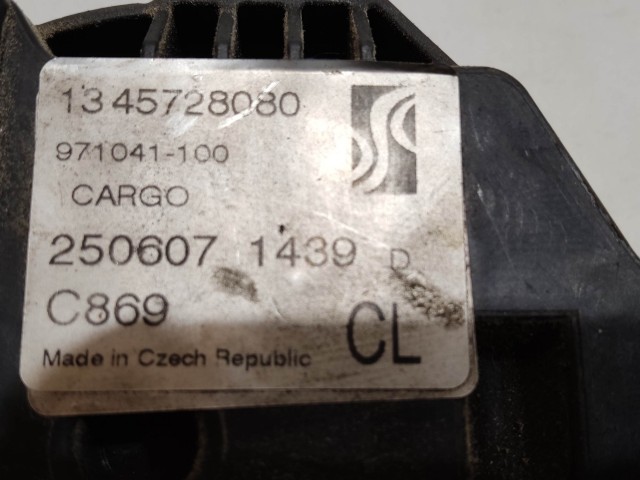 1345728080
971041-100
CARGO
250607 1439 D
C869
CL
Made in Czech Republic